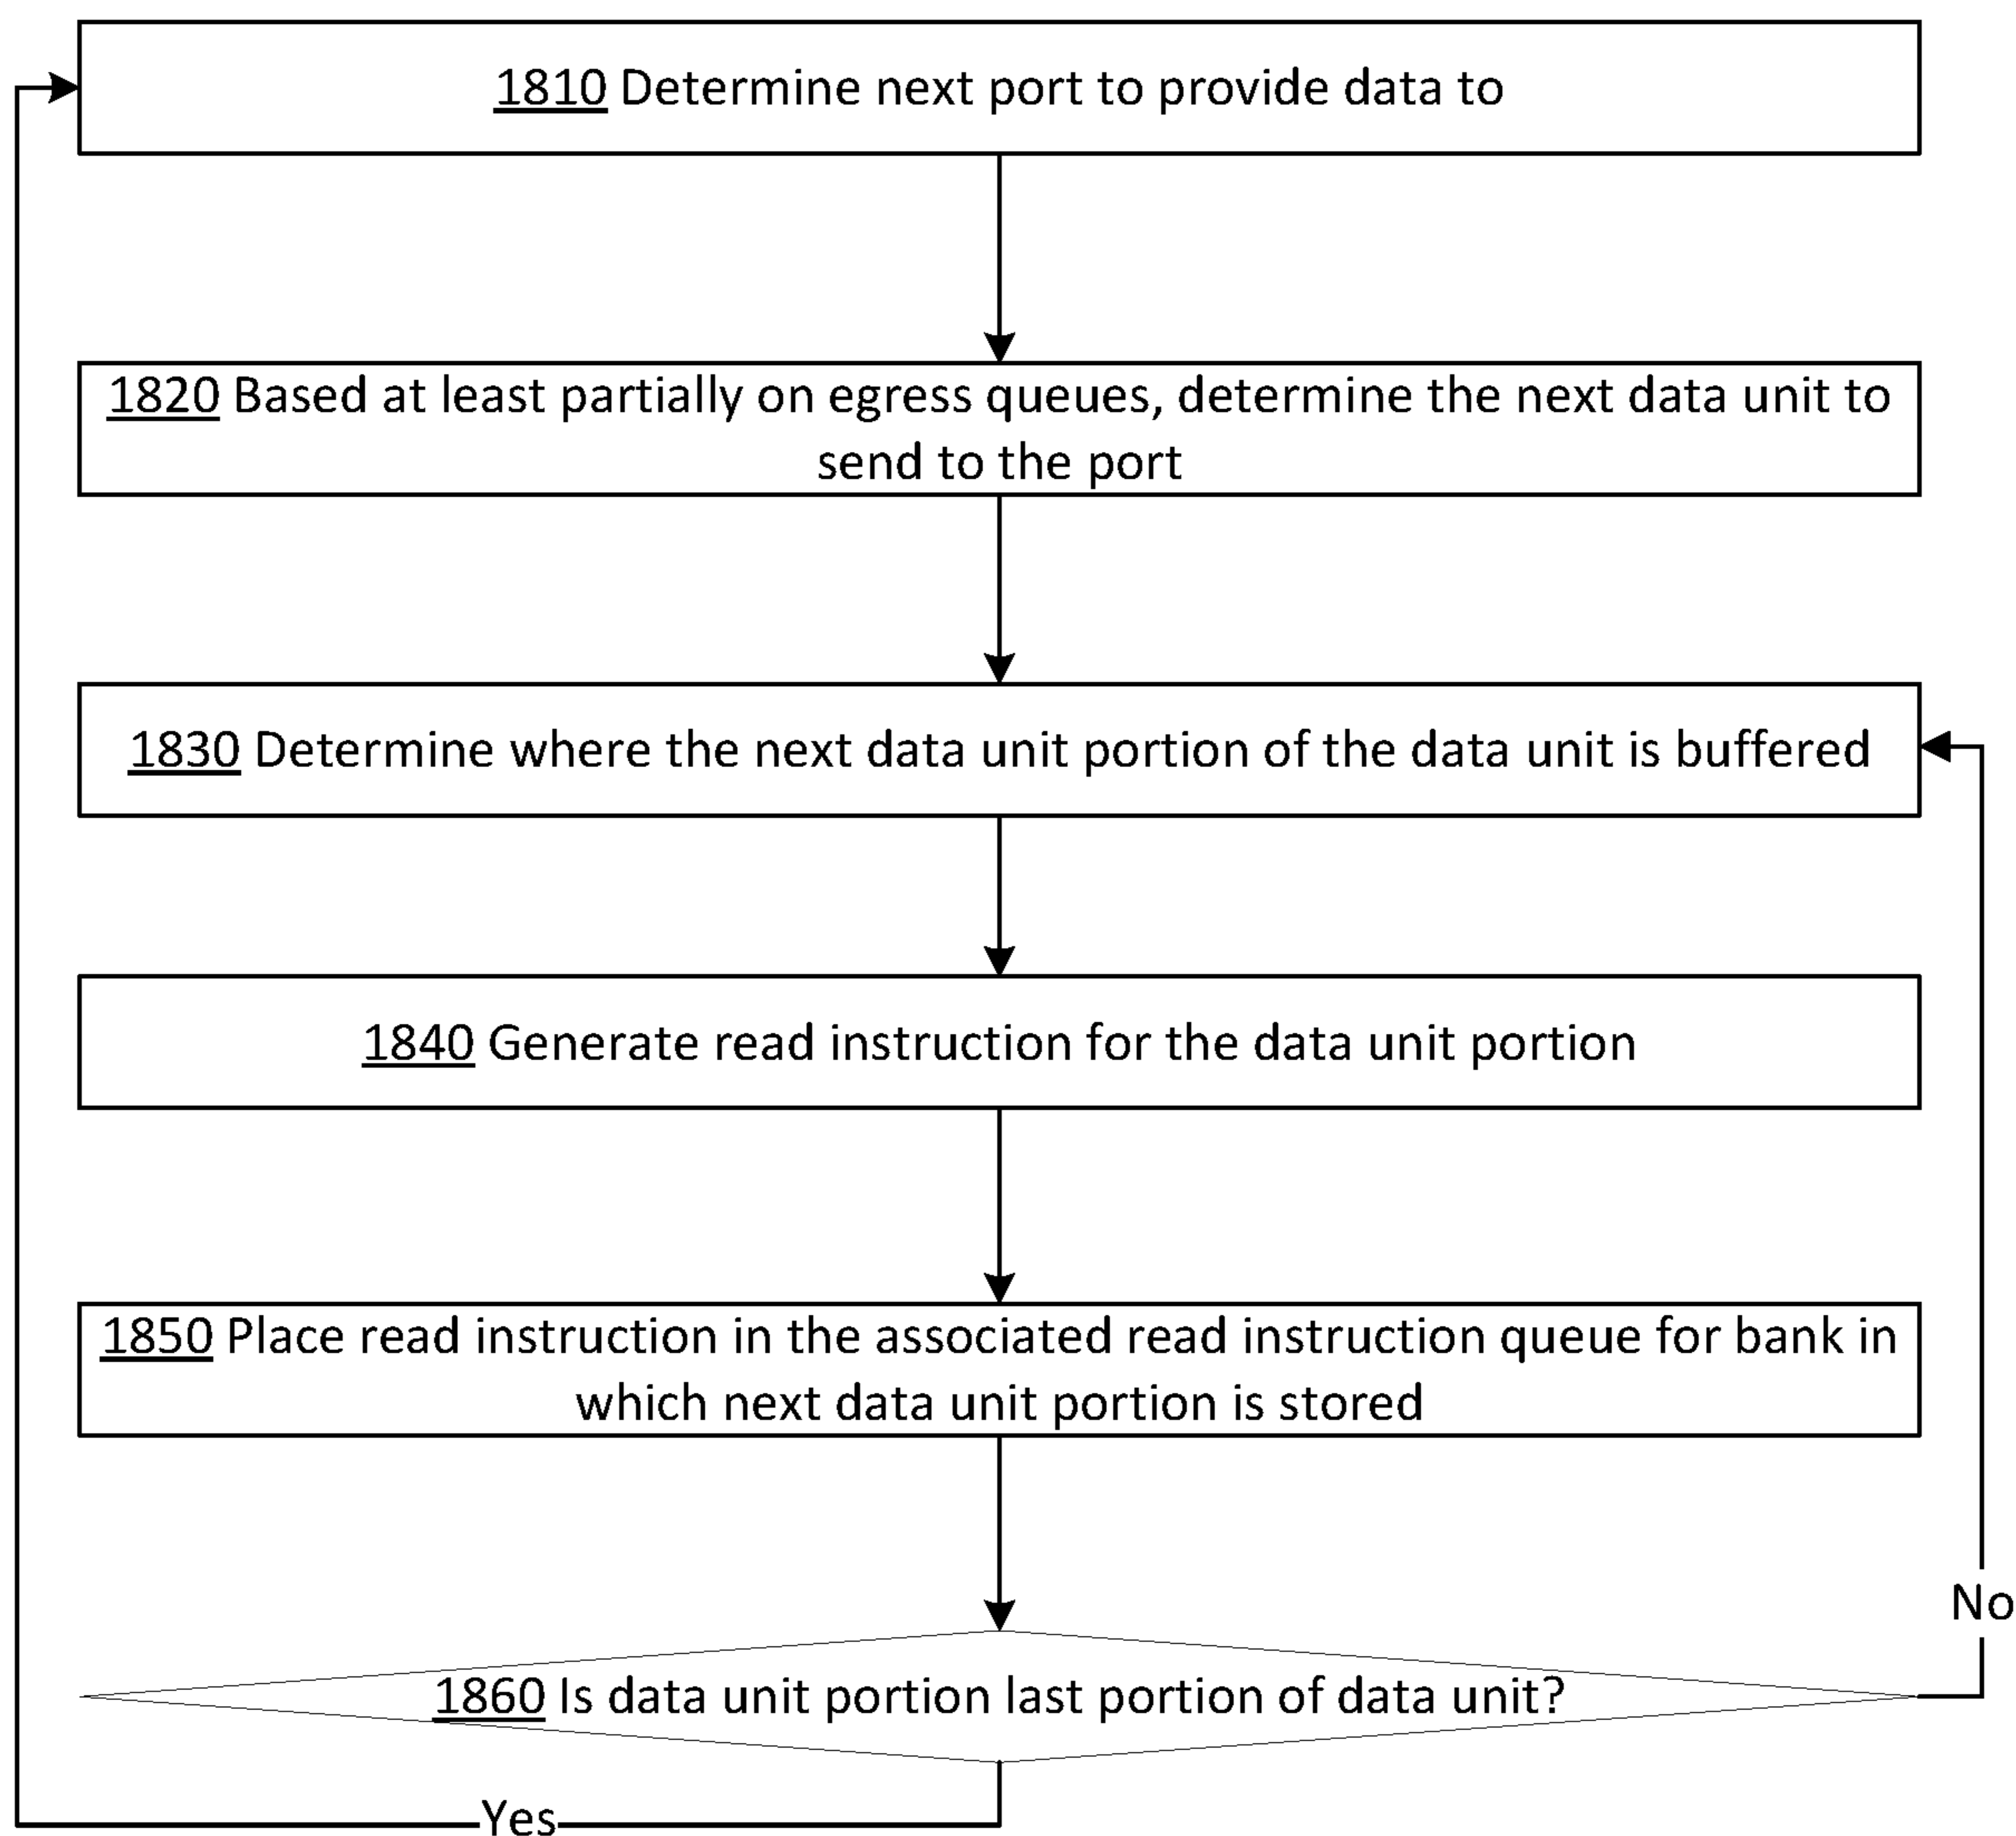 1810 Determine next port to provide data to
1820 Based at least partially on egress queues, determine the next data unit to
send to the port
1830 Determine where the next data unit portion of the data unit is buffered
1840 Generate read instruction for the data unit portion
1850 Place read instruction in the associated read instruction queue for bank in
which next data unit portion is stored
No
1860 Is data unit portion last portion of data unit?
Yes